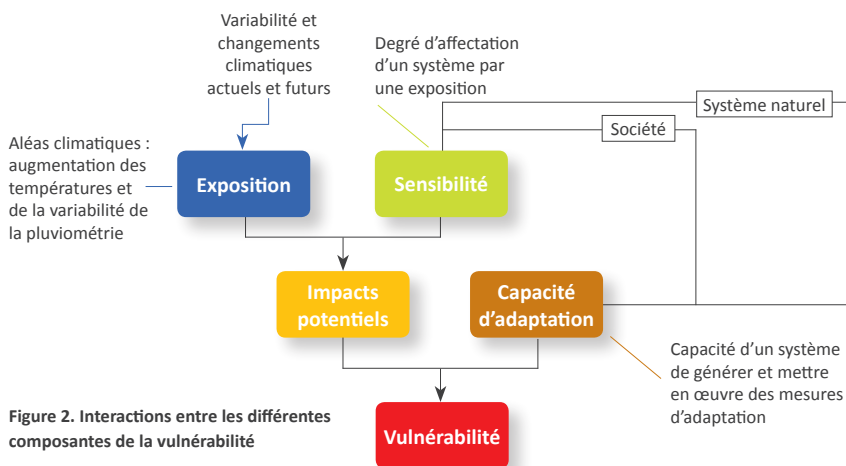 Variabilité et
changements
climatiques
actuels et futurs
Degré d’affectation
d’un système par
une exposition
Système naturel
Société
Aléas climatiques :
augmentation des
températures et
de la variabilité de
la pluviométrie
Exposition
Sensibilité
Impacts
potentiels
Capacité
d’adaptation
Capacité d’un système
de générer et mettre
en œuvre des mesures
d’adaptation
Figure 2. Interactions entre les différentes
composantes de la vulnérabilité
Vulnérabilité